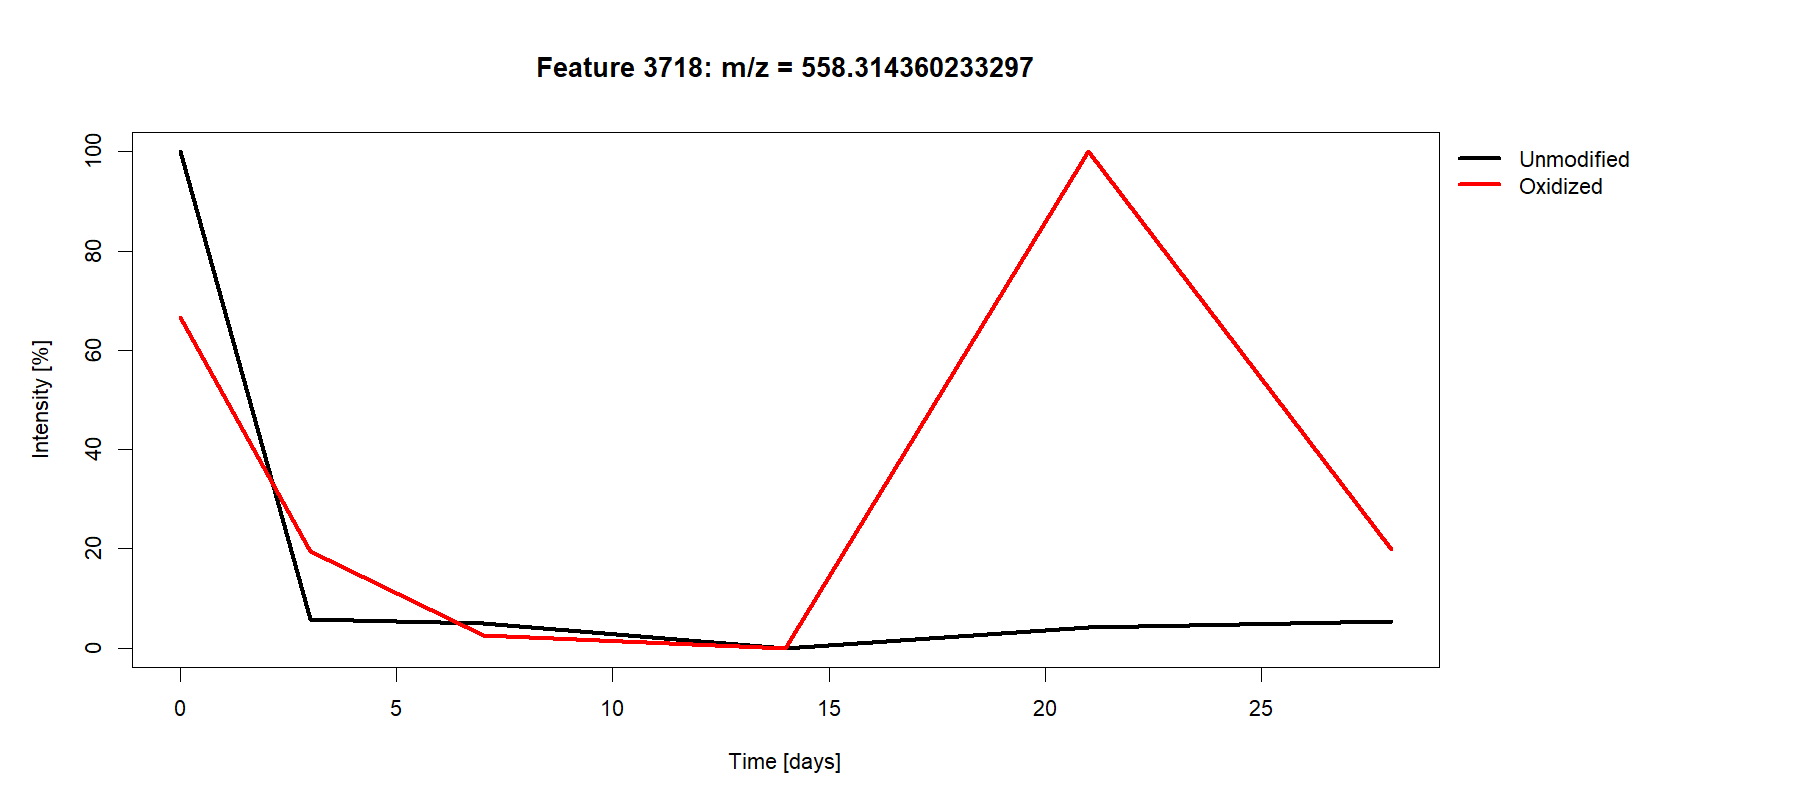 Feature 3718: m/z = 558.314360233297
Unmodified
Oxidized
Intensity [%]
100
80
60
40
20
0
0 5 10 15 20 25
Time [days]